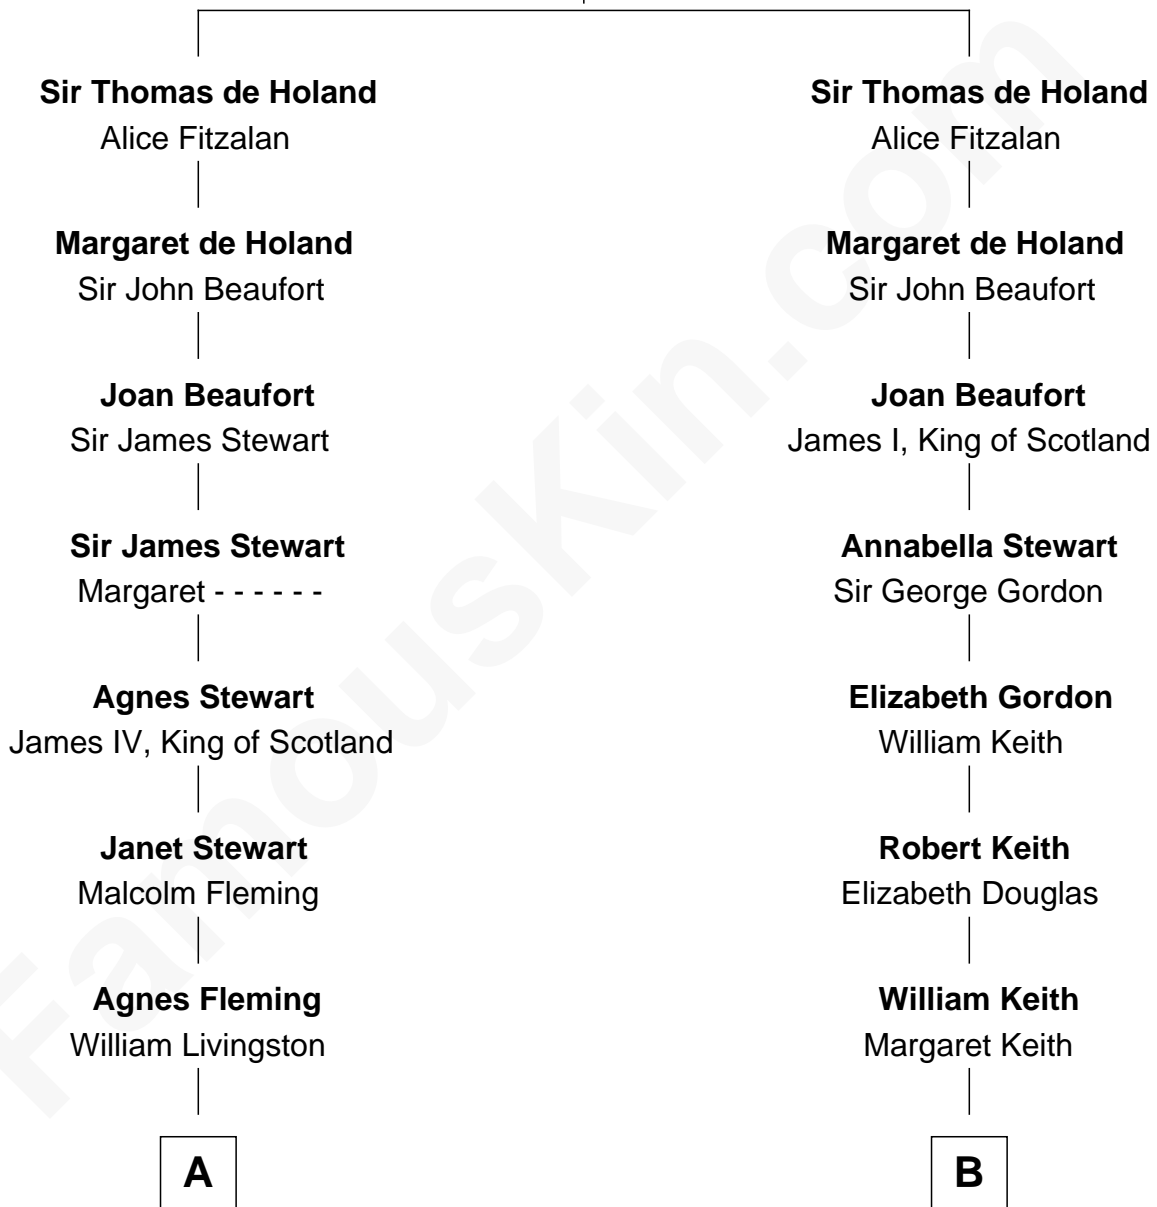 Sir Thomas de Holand
Alice Fitzalan
Margaret de Holand
Sir John Beaufort
Joan Beaufort
Sir James Stewart
Sir James Stewart
Margaret - - - - - -
Agnes Stewart
James IV, King of Scotland
Janet Stewart
Malcolm Fleming
Agnes Fleming
William Livingston
A
Sir Thomas de Holand
Alice Fitzalan
Margaret de Holand
Sir John Beaufort
Joan Beaufort
James I, King of Scotland
Annabella Stewart
Sir George Gordon
Elizabeth Gordon
William Keith
Robert Keith
Elizabeth Douglas
William Keith
Margaret Keith
B
FamousKin.com